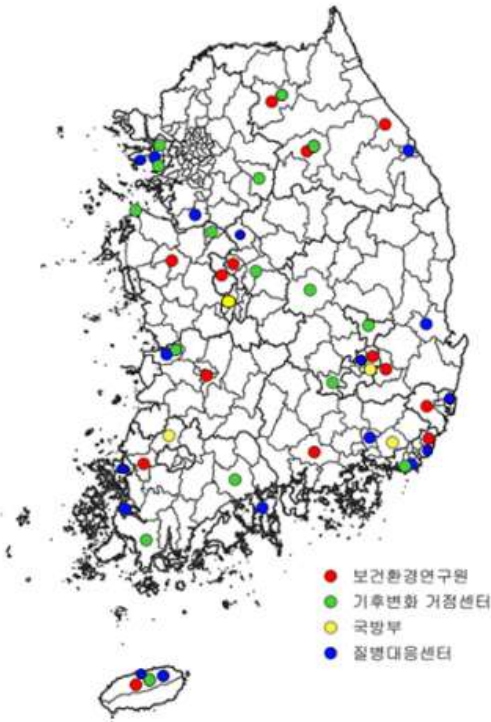 보건환경연구원
기후변화 거점센터
국방부
질병대응센터